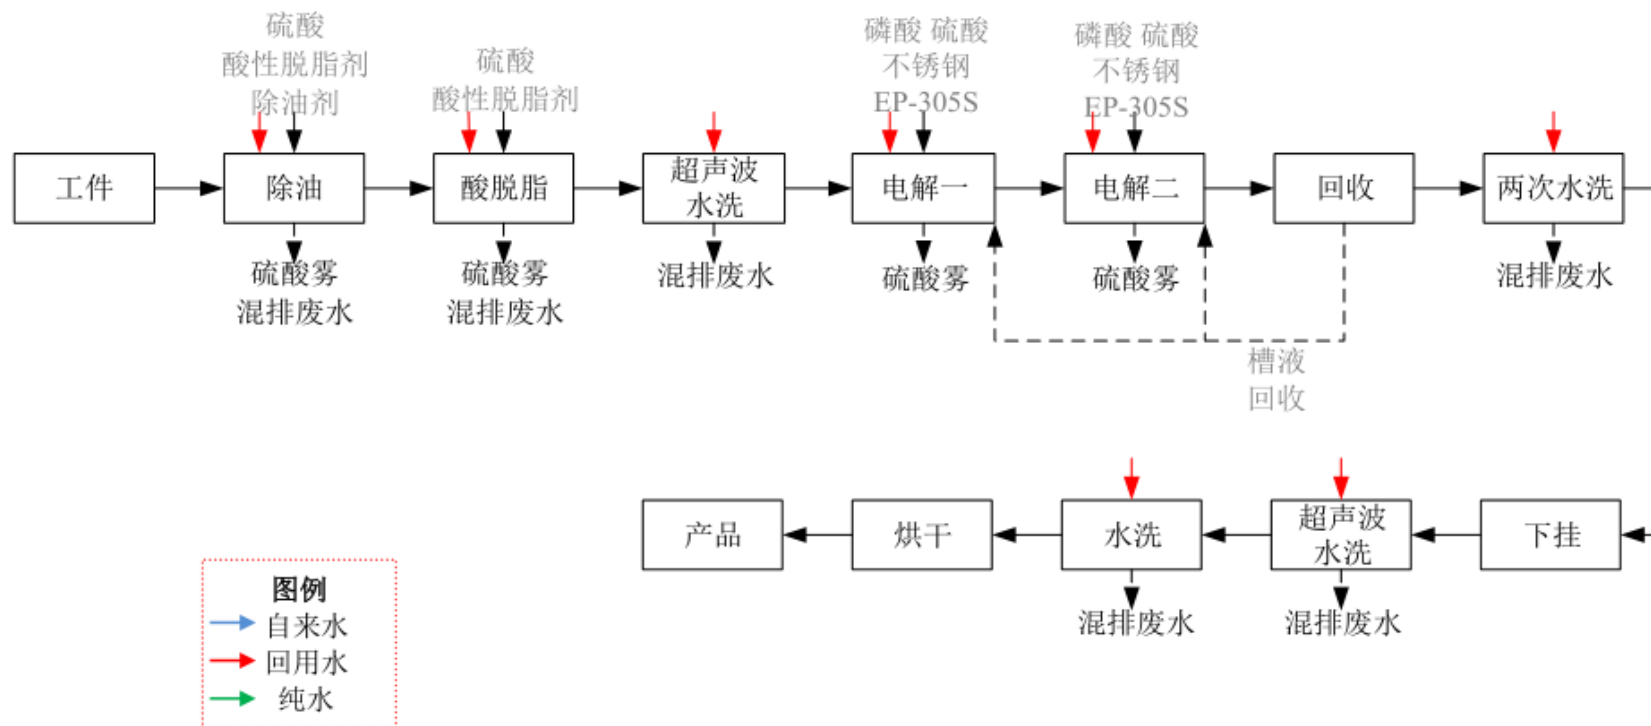 硫酸
酸性脱脂剂
除油剂
硫酸
酸性脱脂剂
磷酸 硫酸
不锈钢
EP-305S
磷酸 硫酸
不锈钢
EP-305S
工件
除油
酸脱脂
超声波
水洗
电解一
电解二
回收
两次水洗
硫酸雾
混排废水
硫酸雾
混排废水
混排废水
硫酸雾
硫酸雾
混排废水
槽液
回收
产品
烘干
水洗
超声波
水洗
下挂
混排废水
混排废水
图例
自来水
回用水
纯水